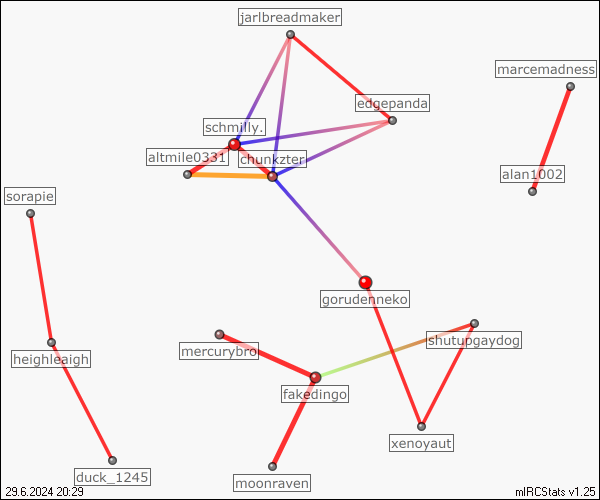 jarlbreadmaker
marcemadness
edgepanda
schmilly.
altmile0331
chunkzter
alan1002
sorapie
gorudenneko
shutupgaydog
mercurybro
heighleaigh
fakedingo
xenoyaut
duck_1245
moonraven
29.6.2024 20:29
mIRCStats v1.25